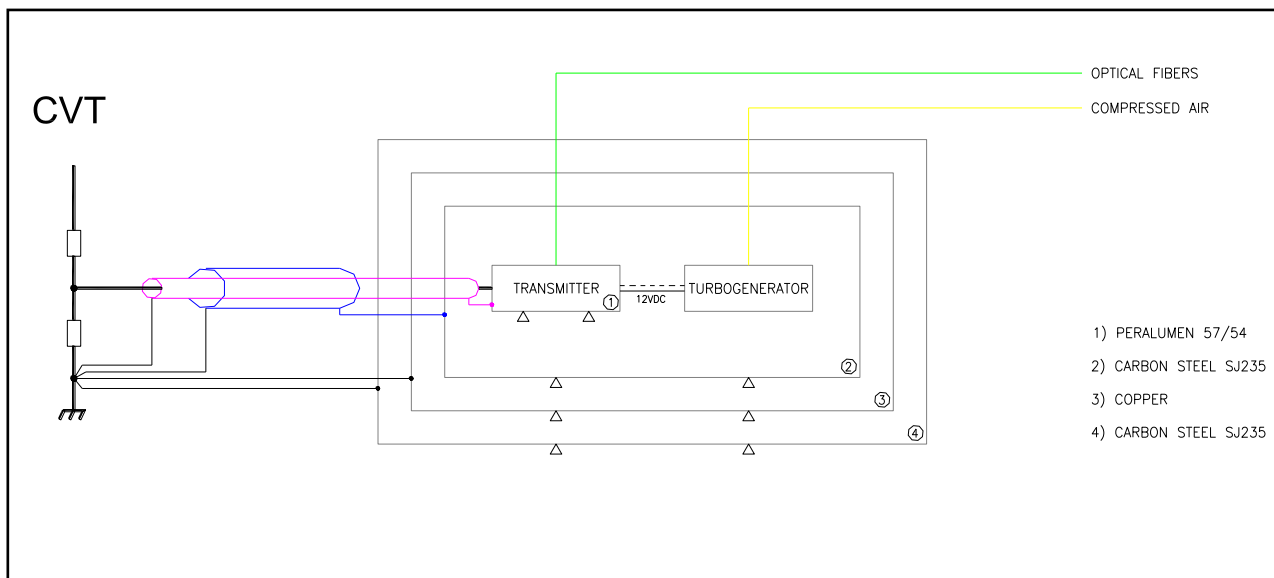 OPTICAL FIBERS
COMPRESSED AIR
CVT
TRANSMITTER
TURBOGENERATOR
1
12VDC
2
3
4
1) PERALUMEN 57/54
2) CARBON STEEL SJ235
3) COPPER
4) CARBON STEEL SJ235